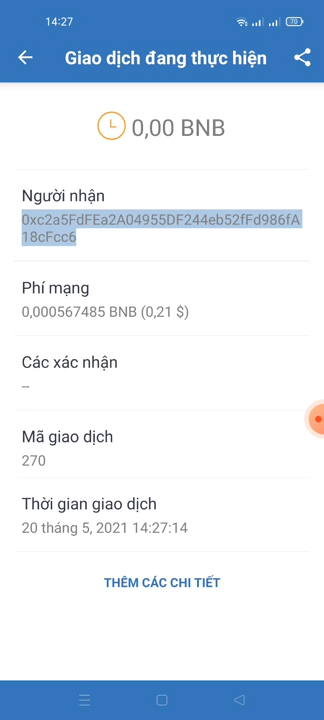 14:27
70
Giao dịch đang thực hiện
0,00 BNB
Người nhận
0xc2a5FdFEa2A04955DF244eb52fFd986fA
18cFcc6
Phí mạng
0,000567485 BNB (0,21 $)
Các xác nhận
--
Mã giao dịch
270
Thời gian giao dịch
20 tháng 5, 2021 14:27:14
THÊM CÁC CHI TIẾT